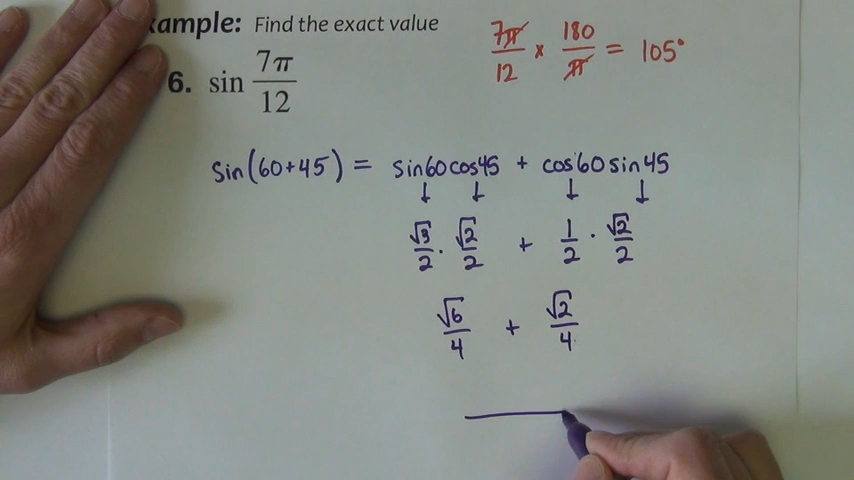 ample: Find the exact value
6. sin 7π/12
7π/12 × 180/π = 105°
sin(60+45) = sin60cos45 + cos60sin45
√3/2 · √2/2 + 1/2 · √2/2
√6/4 + √2/4